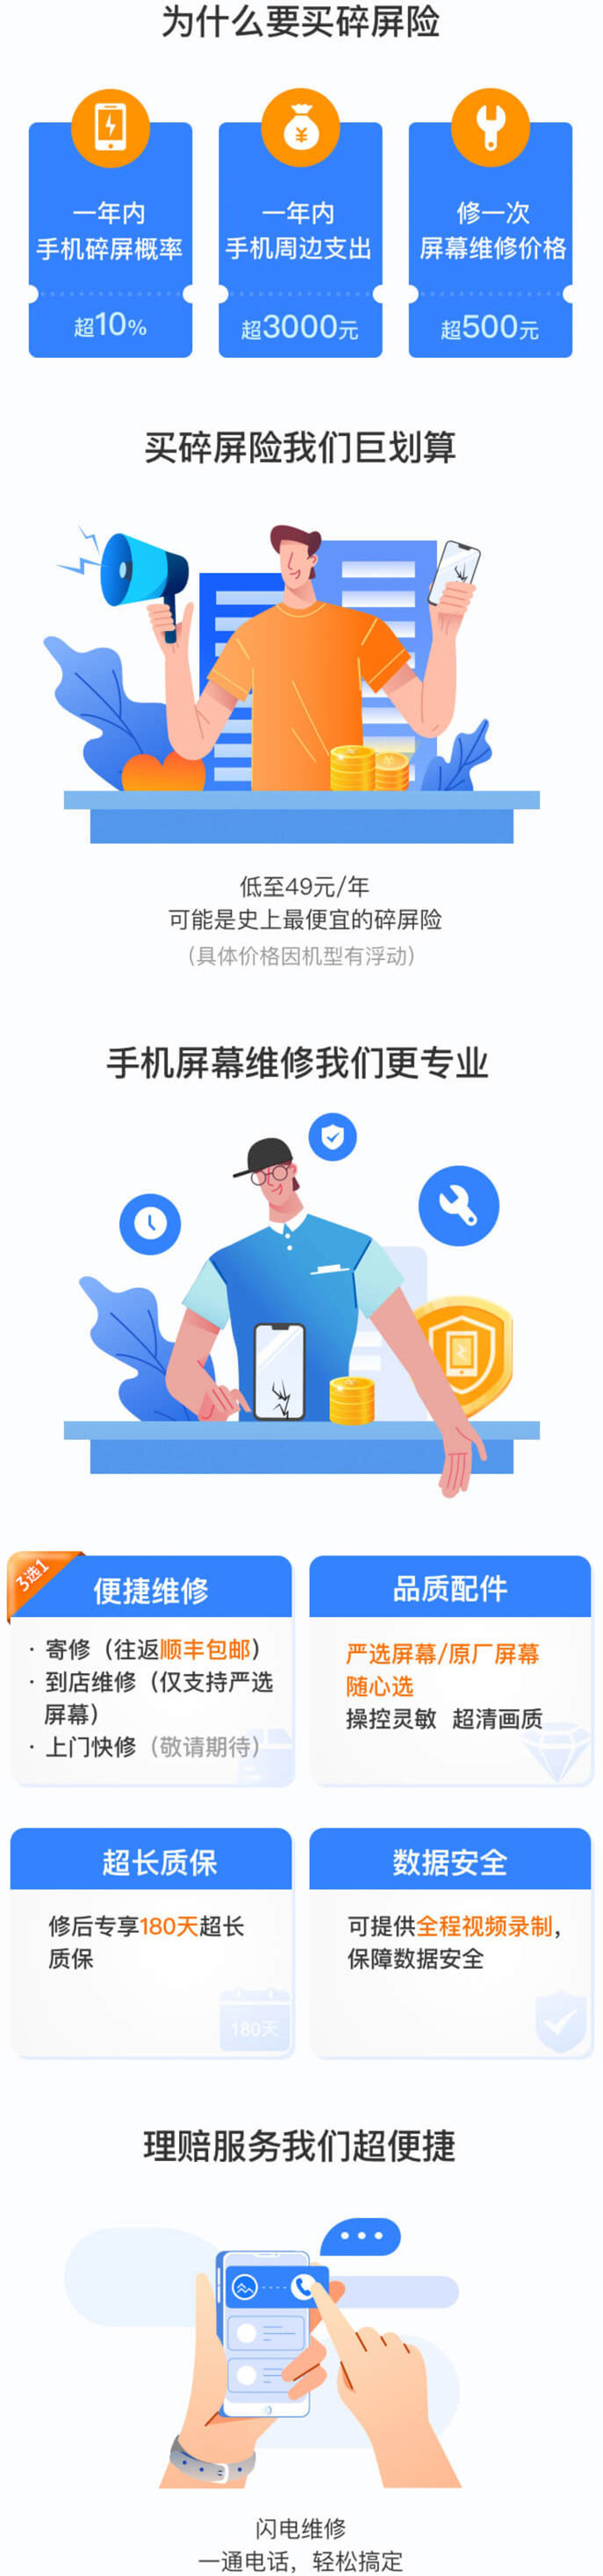 为什么要买碎屏险
一年内
手机碎屏概率
超10%
一年内
手机周边支出
超3000元
修一次
屏幕维修价格
超500元
买碎屏险我们巨划算
低至49元/年
可能是史上最便宜的碎屏险
（具体价格因机型有浮动）
手机屏幕维修我们更专业
3选1
便捷维修
· 寄修（往返顺丰包邮）
· 到店维修（仅支持严选
屏幕）
· 上门快修（敬请期待）
品质配件
严选屏幕/原厂屏幕
随心选
操控灵敏 超清画质
超长质保
修后专享180天超长
质保
180天
数据安全
可提供全程视频录制，
保障数据安全
理赔服务我们超便捷
闪电维修
一通电话，轻松搞定